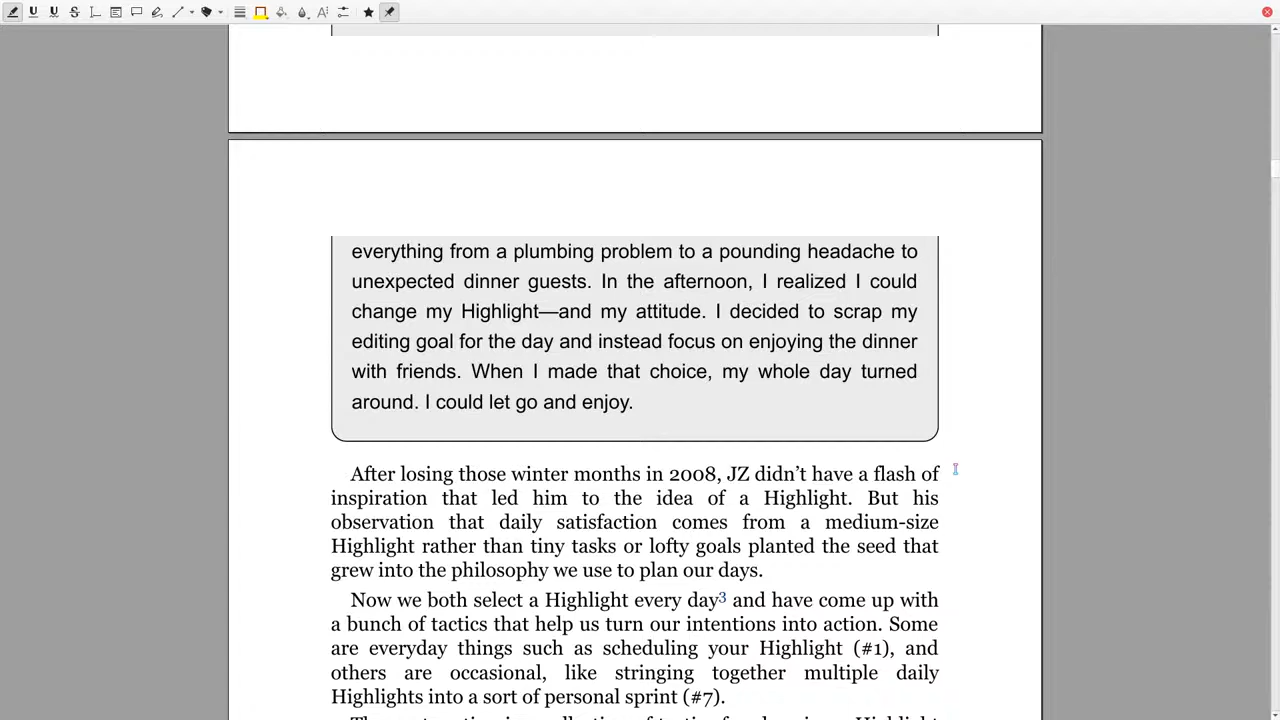 everything from a plumbing problem to a pounding headache to
unexpected dinner guests. In the afternoon, I realized I could
change my Highlight—and my attitude. I decided to scrap my
editing goal for the day and instead focus on enjoying the dinner
with friends. When I made that choice, my whole day turned
around. I could let go and enjoy.
After losing those winter months in 2008, JZ didn’t have a flash of
inspiration that led him to the idea of a Highlight. But his
observation that daily satisfaction comes from a medium-size
Highlight rather than tiny tasks or lofty goals planted the seed that
grew into the philosophy we use to plan our days.
Now we both select a Highlight every day3 and have come up with
a bunch of tactics that help us turn our intentions into action. Some
are everyday things such as scheduling your Highlight (#1), and
others are occasional, like stringing together multiple daily
Highlights into a sort of personal sprint (#7).